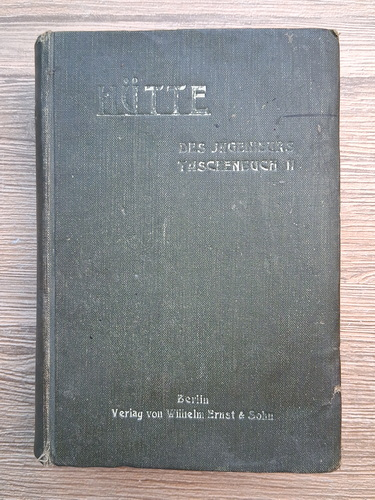 HÜTTE
DES INGENIEURS
TASCHENBUCH II
Berlin
Verlag von Wilhelm Ernst & Sohn